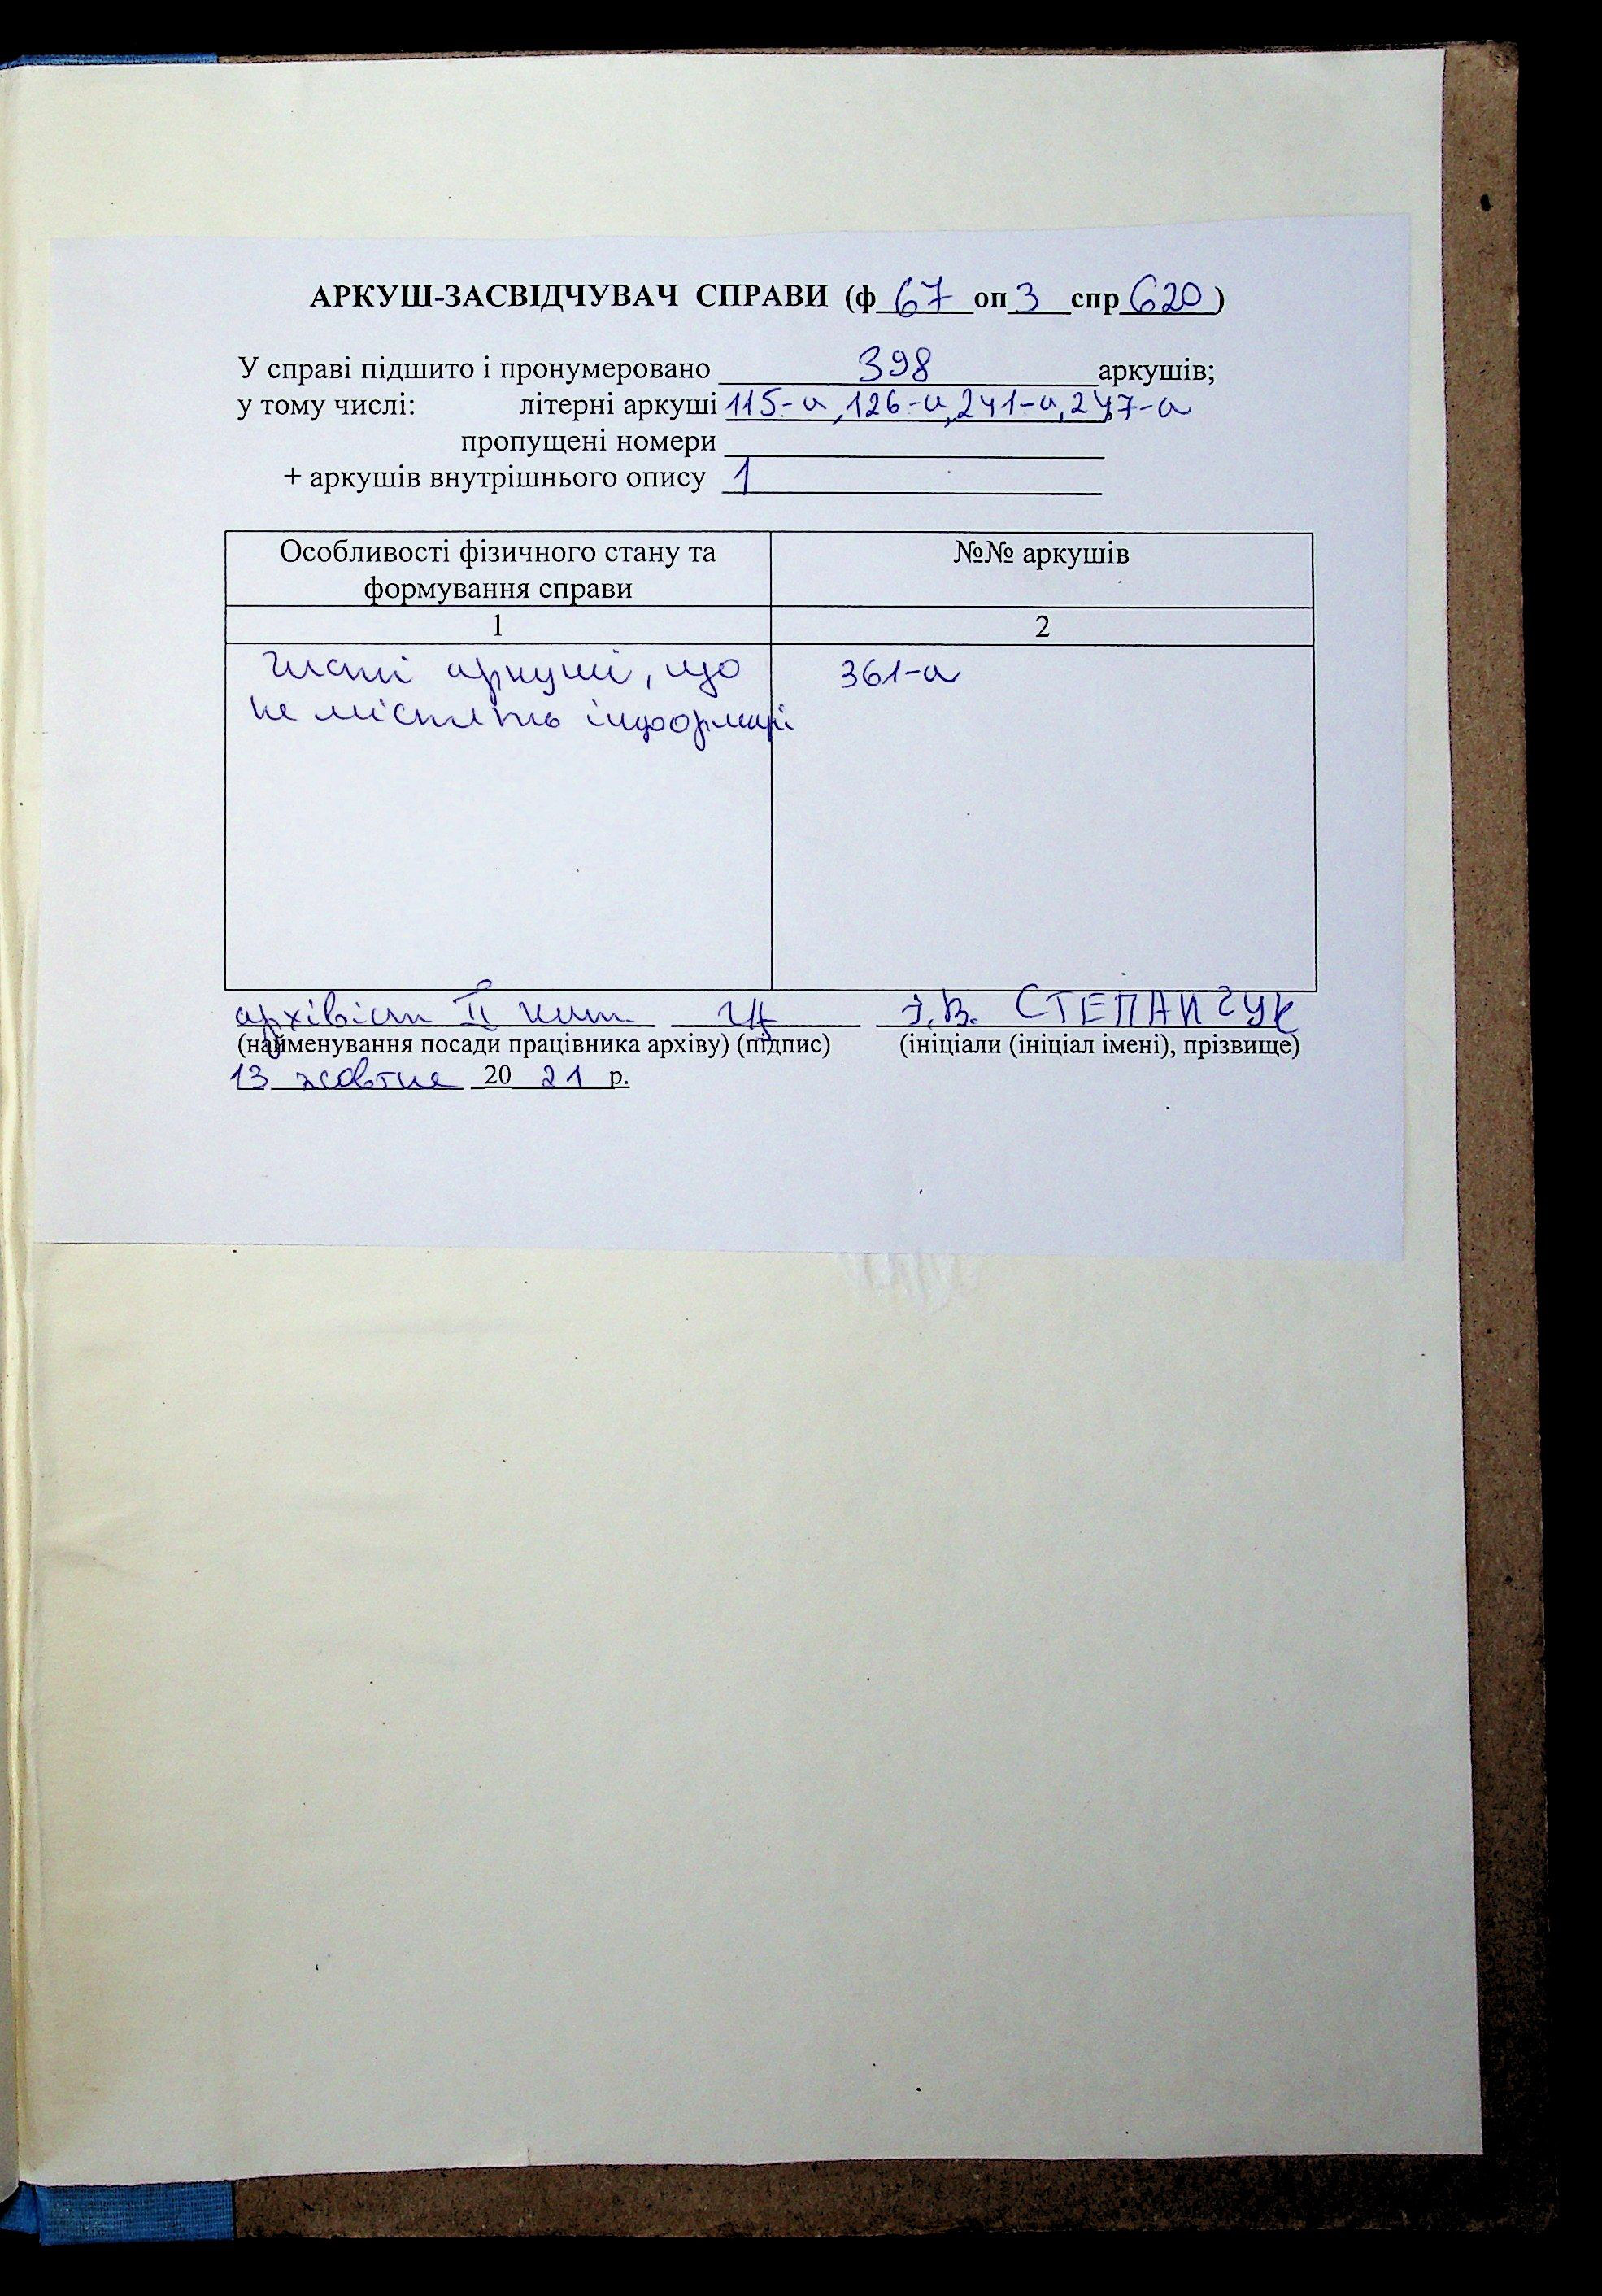 АРКУШ-ЗАСВІДЧУВАЧ СПРАВИ (ф 67 оп 3 спр 620)
У справі підшито і пронумеровано 398 аркушів;
у тому числі: літерні аркуші 115-а, 126-а, 241-а, 247-а
пропущені номери
+ аркушів внутрішнього опису 1
Особливості фізичного стану та №№ аркушів
формування справи
1 2
чисті аркуші, що 361-а
не містять інформації
архівіст II кат. СТЕПАНЧУК
(найменування посади працівника архіву) (підпис) (ініціали (ініціал імені), прізвище)
13 жовтня 20 21 р.